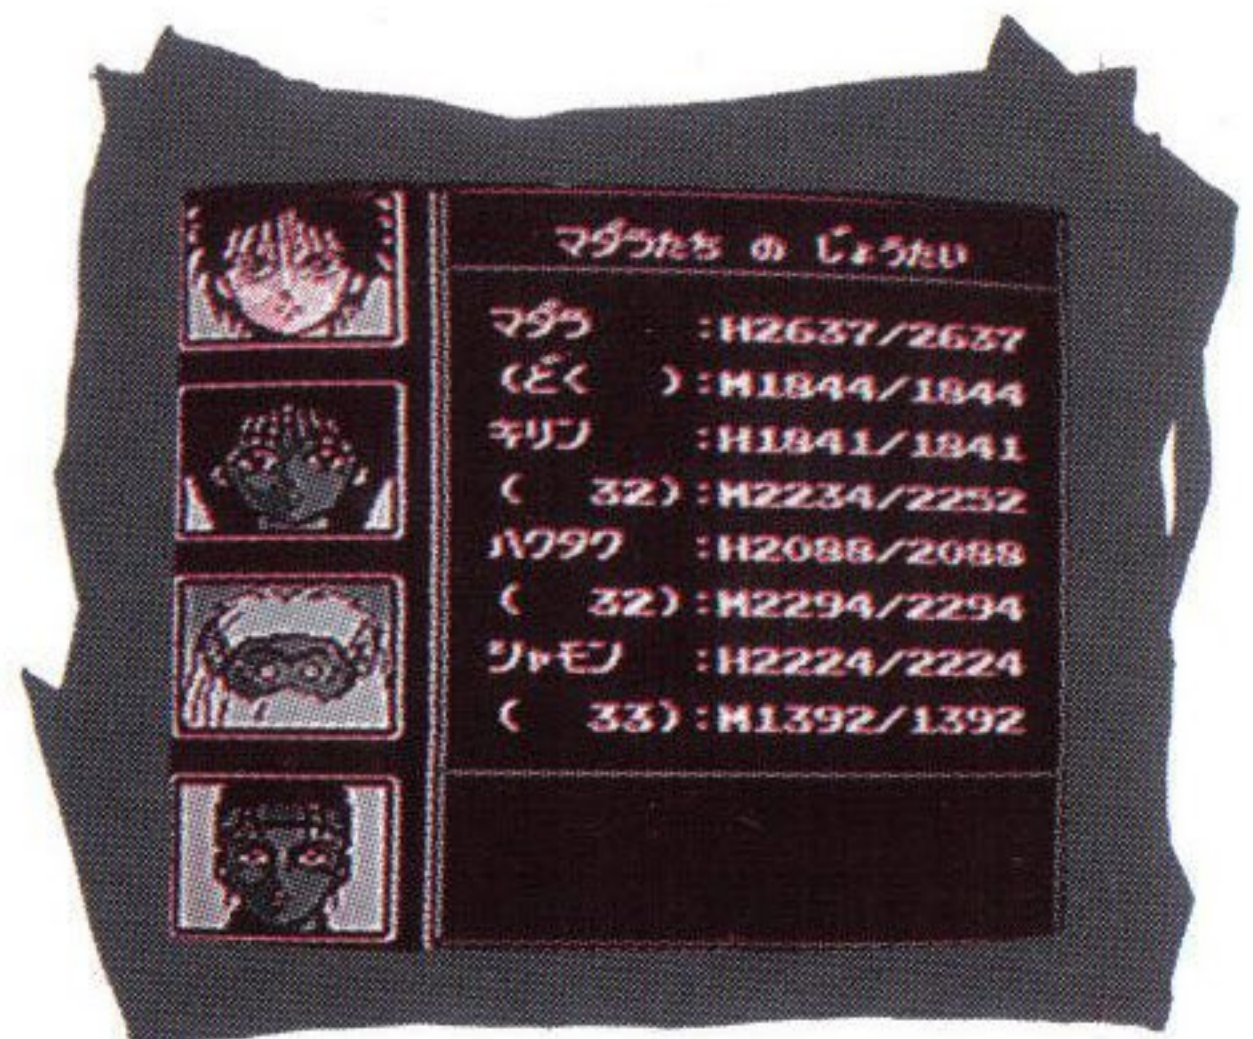 マダラたち の じょうたい
マダラ :H2637/2637
(どく ):M1844/1844
キリン :H1841/1841
( 32):M2234/2252
ハクタク :H2088/2088
( 32):M2294/2294
シャモン :H2224/2224
( 33):M1392/1392